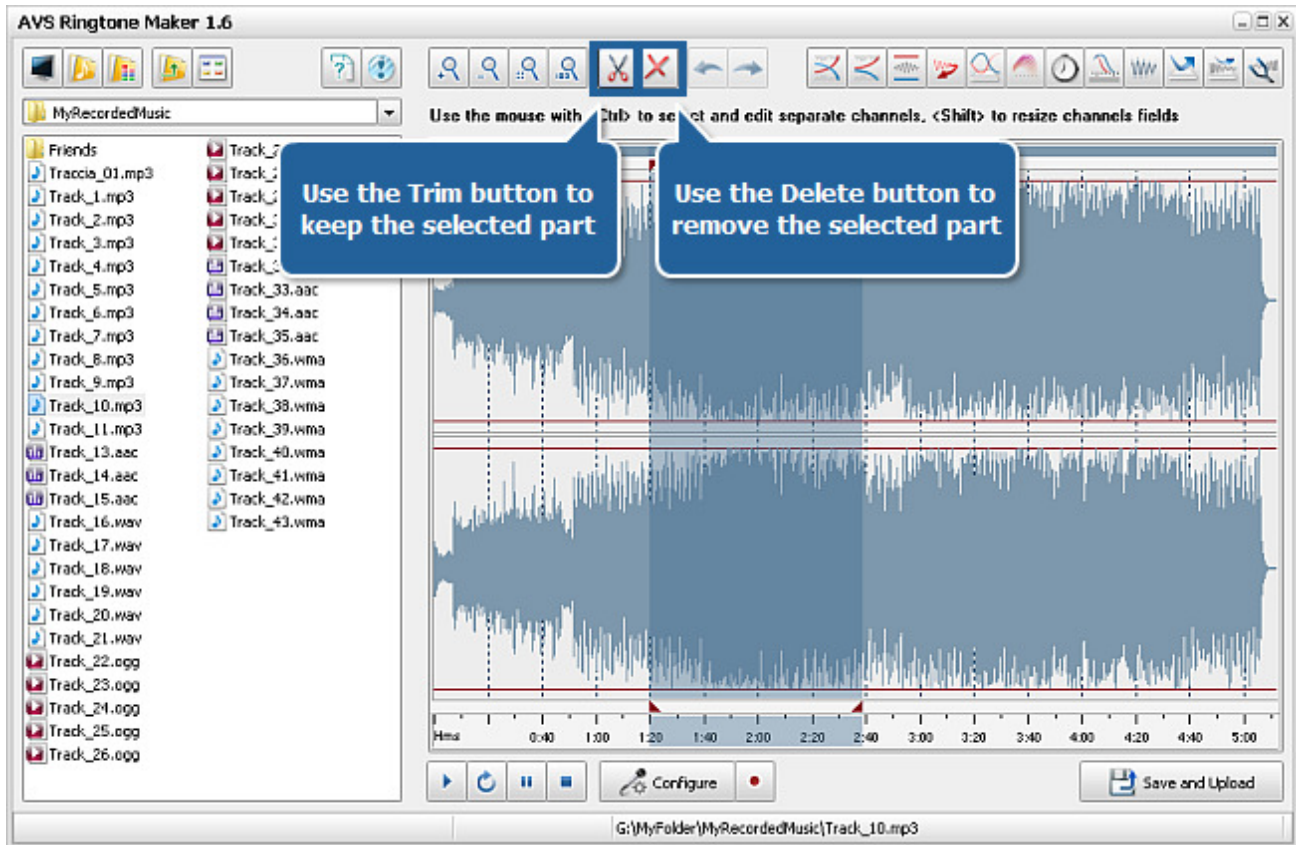 AVS Ringtone Maker 1.6
MyRecordedMusic
Use the mouse with <Ctrl> to select and edit separate channels, <Shift> to resize channels fields
Use the Trim button to
keep the selected part
Use the Delete button to
remove the selected part
Friends
Traccia_01.mp3
Track_1.mp3
Track_2.mp3
Track_3.mp3
Track_4.mp3
Track_5.mp3
Track_6.mp3
Track_7.mp3
Track_8.mp3
Track_9.mp3
Track_10.mp3
Track_11.mp3
Track_13.aac
Track_14.aac
Track_15.aac
Track_16.wav
Track_17.wav
Track_18.wav
Track_19.wav
Track_20.wav
Track_21.wav
Track_22.ogg
Track_23.ogg
Track_24.ogg
Track_25.ogg
Track_26.ogg
Track_33.aac
Track_34.aac
Track_35.aac
Track_36.wma
Track_37.wma
Track_38.wma
Track_39.wma
Track_40.wma
Track_41.wma
Track_42.wma
Track_43.wma
Hms 0:40 1:00 1:20 1:40 2:00 2:20 2:40 3:00 3:20 3:40 4:00 4:20 4:40 5:00
Configure
Save and Upload
G:\MyFolder\MyRecordedMusic\Track_10.mp3